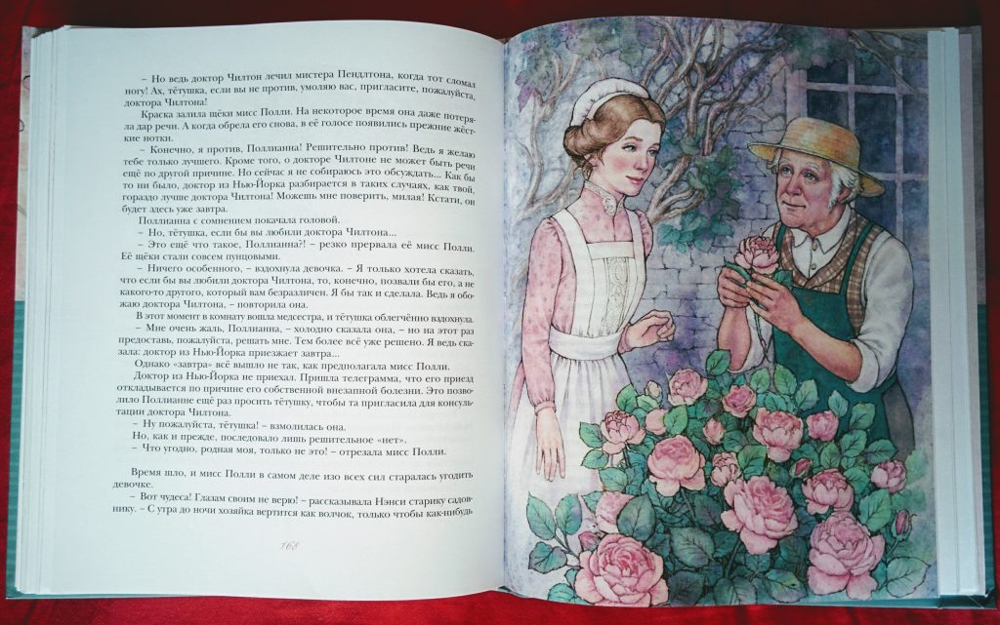 – Но ведь доктор Чилтон лечил мистера Пендлтона, когда тот сломал
ногу! Ах, тётушка, если вы не против, умоляю вас, пригласите, пожалуйста,
доктора Чилтона!
Краска залила щёки мисс Полли. На некоторое время она даже потеря-
ла дар речи. А когда обрела его снова, в её голосе появились прежние жёст-
кие нотки.
– Конечно, я против, Поллианна! Решительно против! Ведь я желаю
тебе только лучшего. Кроме того, о докторе Чилтоне не может быть речи
ещё по другой причине. Но сейчас я не собираюсь это обсуждать... Как бы
то ни было, доктор из Нью-Йорка разбирается в таких случаях, как твой,
гораздо лучше доктора Чилтона! Можешь мне поверить, милая! Кстати, он
будет здесь уже завтра.
Поллианна с сомнением покачала головой.
– Но, тётушка, если бы вы любили доктора Чилтона...
– Это ещё что такое, Поллианна?! – резко прервала её мисс Полли.
Её щёки стали совсем пунцовыми.
– Ничего особенного, – вздохнула девочка. – Я только хотела сказать,
что если бы вы любили доктора Чилтона, то, конечно, позвали бы его, а не
какого-то другого, который вам безразличен. Я бы так и сделала. Ведь я обо-
жаю доктора Чилтона, – повторила она.
В этот момент в комнату вошла медсестра, и тётушка облегчённо вздохнула.
– Мне очень жаль, Поллианна, – холодно сказала она, – но на этот раз
предоставь, пожалуйста, решать мне. Тем более всё уже решено. Я ведь ска-
зала: доктор из Нью-Йорка приезжает завтра...
Однако «завтра» всё вышло не так, как предполагала мисс Полли.
Доктор из Нью-Йорка не приехал. Пришла телеграмма, что его приезд
откладывается по причине его собственной внезапной болезни. Это позво-
лило Поллианне ещё раз просить тётушку, чтобы та пригласила для консуль-
тации доктора Чилтона.
– Ну пожалуйста, тётушка! – взмолилась она.
Но, как и прежде, последовало лишь решительное «нет».
– Что угодно, родная моя, только не это! – отрезала мисс Полли.
Время шло, и мисс Полли в самом деле изо всех сил старалась угодить
девочке.
– Вот чудеса! Глазам своим не верю! – рассказывала Нэнси старику садов-
нику. – С утра до ночи хозяйка вертится как волчок, только чтобы как-нибудь
168